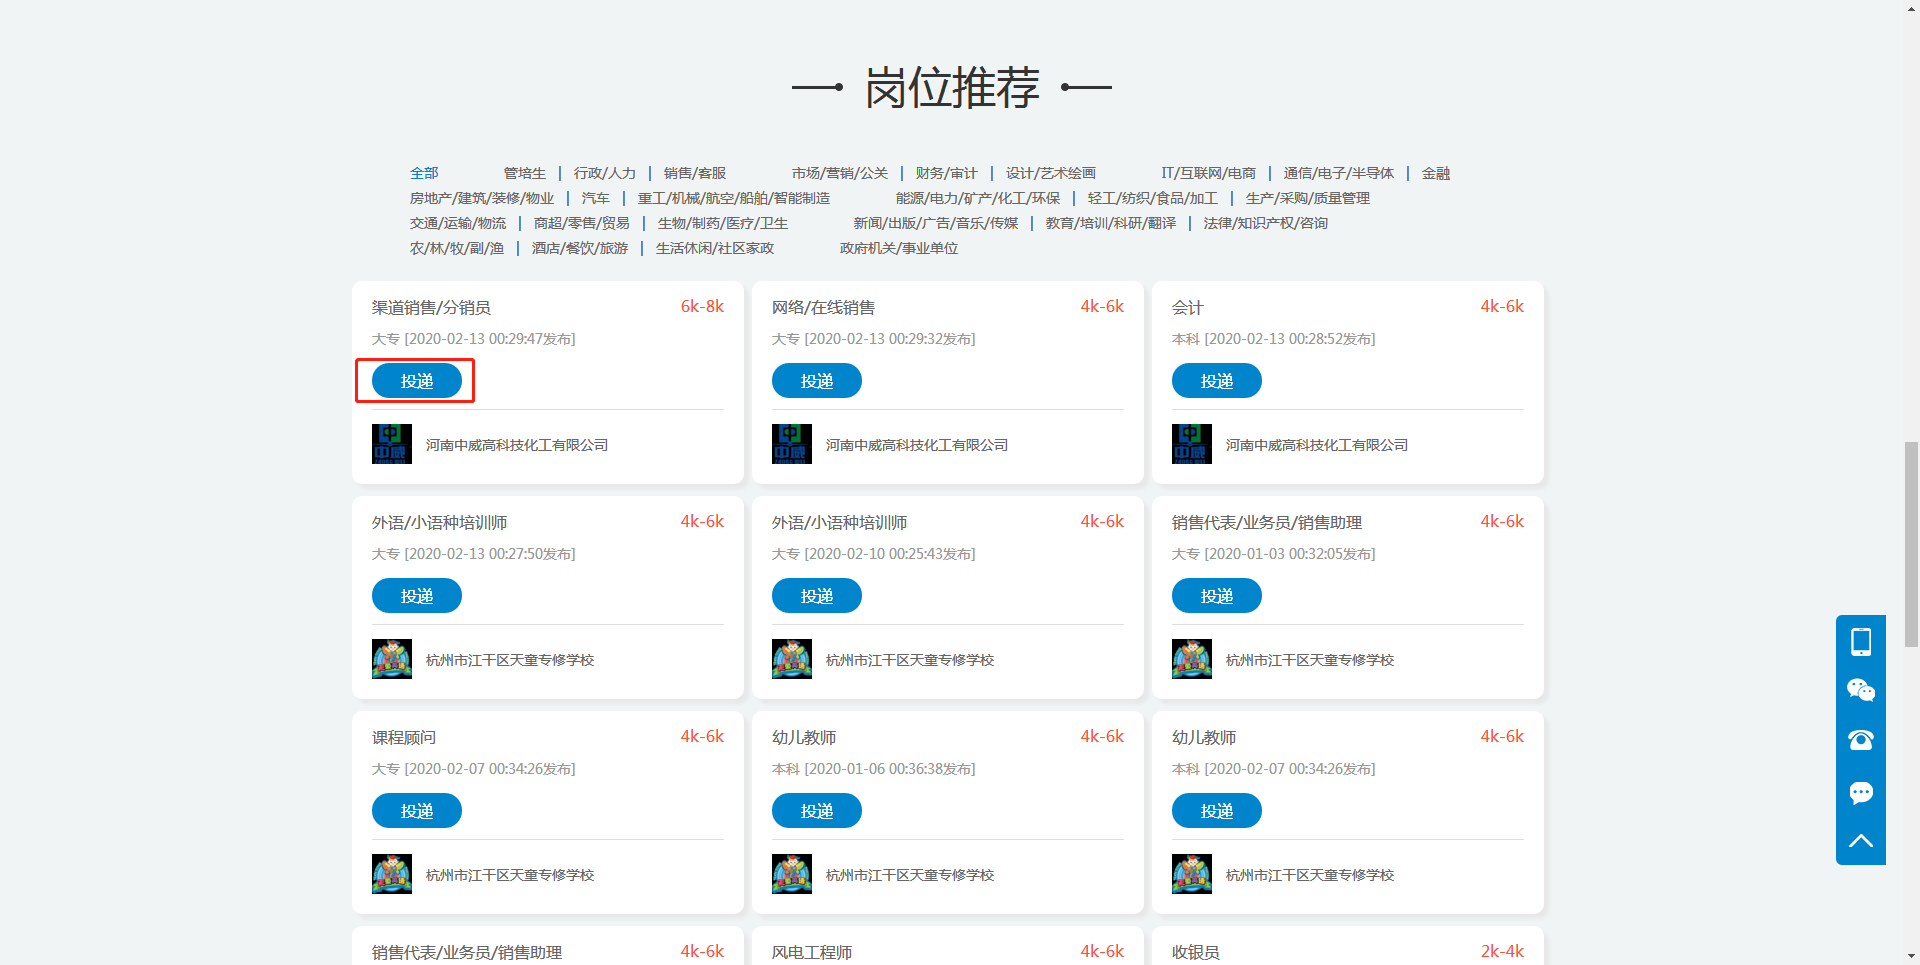 岗位推荐
全部 管培生 | 行政/人力 | 销售/客服 市场/营销/公关 | 财务/审计 | 设计/艺术绘画 IT/互联网/电商 | 通信/电子/半导体 | 金融
房地产/建筑/装修/物业 | 汽车 | 重工/机械/航空/船舶/智能制造 能源/电力/矿产/化工/环保 | 轻工/纺织/食品/加工 | 生产/采购/质量管理
交通/运输/物流 | 商超/零售/贸易 | 生物/制药/医疗/卫生 新闻/出版/广告/音乐/传媒 | 教育/培训/科研/翻译 | 法律/知识产权/咨询
农/林/牧/副/渔 | 酒店/餐饮/旅游 | 生活休闲/社区家政 政府机关/事业单位
渠道销售/分销员 6k-8k
大专 [2020-02-13 00:29:47发布]
投递
河南中威高科技化工有限公司
网络/在线销售 4k-6k
大专 [2020-02-13 00:29:32发布]
投递
河南中威高科技化工有限公司
会计 4k-6k
本科 [2020-02-13 00:28:52发布]
投递
河南中威高科技化工有限公司
外语/小语种培训师 4k-6k
大专 [2020-02-13 00:27:50发布]
投递
杭州市江干区天童专修学校
外语/小语种培训师 4k-6k
大专 [2020-02-10 00:25:43发布]
投递
杭州市江干区天童专修学校
销售代表/业务员/销售助理 4k-6k
大专 [2020-01-03 00:32:05发布]
投递
杭州市江干区天童专修学校
课程顾问 4k-6k
大专 [2020-02-07 00:34:26发布]
投递
杭州市江干区天童专修学校
幼儿教师 4k-6k
本科 [2020-01-06 00:36:38发布]
投递
杭州市江干区天童专修学校
幼儿教师 4k-6k
本科 [2020-02-07 00:34:26发布]
投递
杭州市江干区天童专修学校
销售代表/业务员/销售助理 4k-6k
风电工程师 4k-6k
收银员 2k-4k